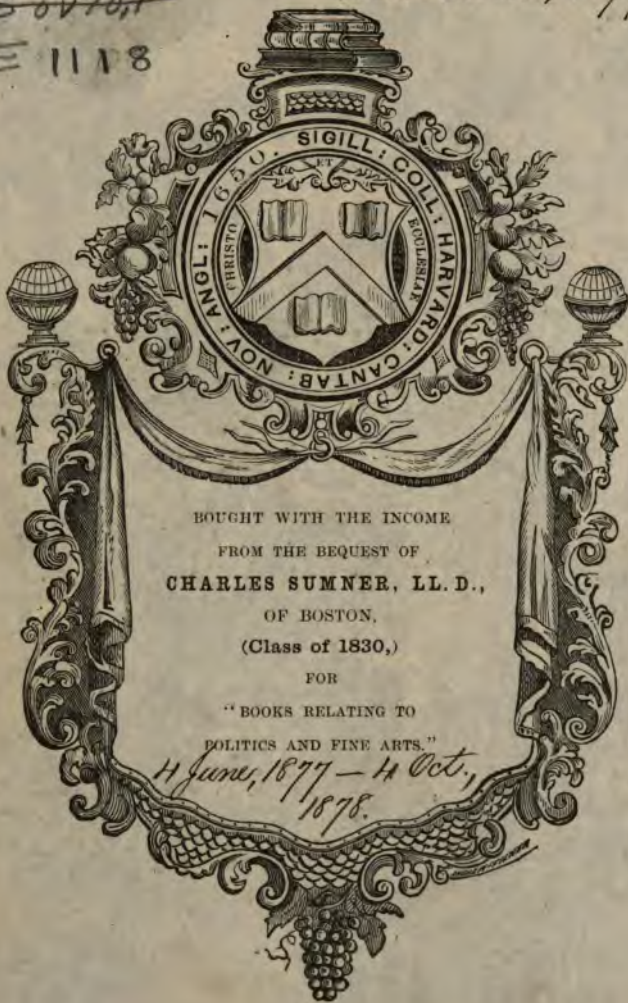 E 1118
SIGILL: COLL: HARVARD: CANTAB: NOV: ANGL: 1650.
ET
CHRISTO
ECCLESIAE
BOUGHT WITH THE INCOME
FROM THE BEQUEST OF
CHARLES SUMNER, LL. D.,
OF BOSTON,
(Class of 1830,)
FOR
"BOOKS RELATING TO
POLITICS AND FINE ARTS."
4 June, 1877 – 4 Oct.,
1878.